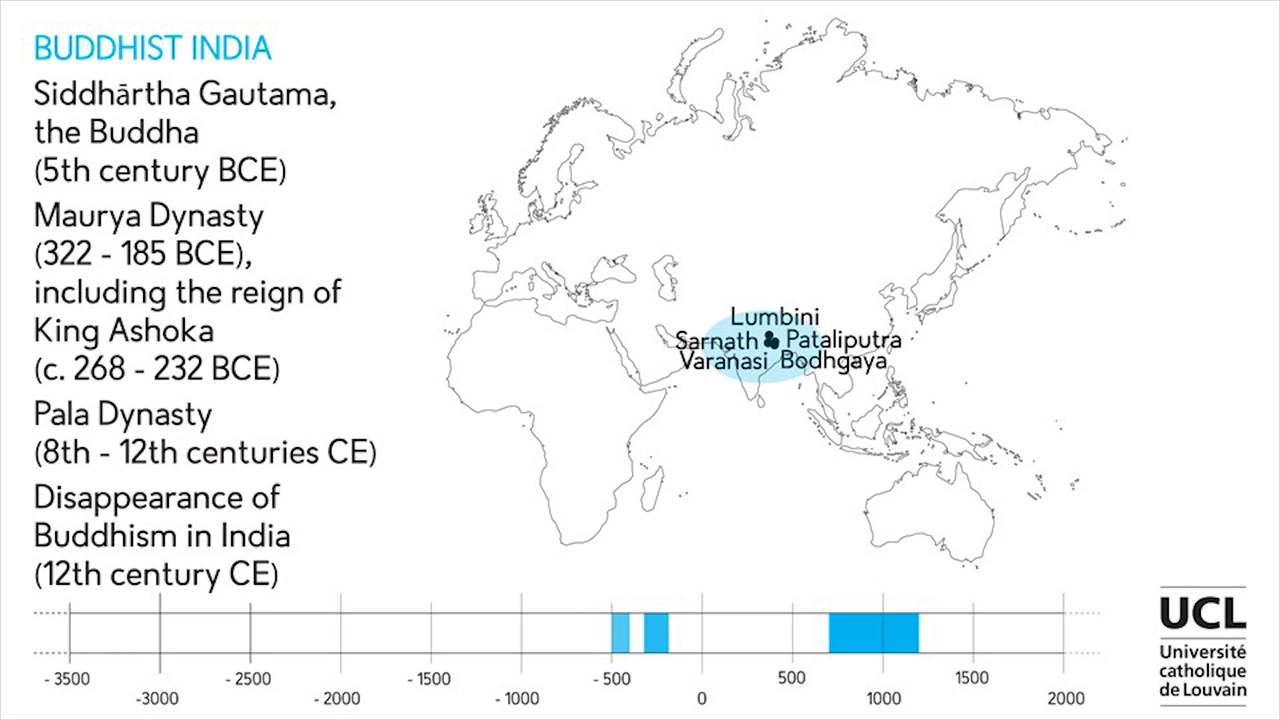 BUDDHIST INDIA
Siddhārtha Gautama,
the Buddha
(5th century BCE)
Maurya Dynasty
(322 - 185 BCE),
including the reign of
King Ashoka
(c. 268 - 232 BCE)
Pala Dynasty
(8th - 12th centuries CE)
Disappearance of
Buddhism in India
(12th century CE)
Lumbini
Sarnath Pataliputra
Varanasi Bodhgaya
- 3500 - 2500 - 1500 - 500 500 1500
-3000 - 2000 - 1000 0 1000 2000
UCL
Université
catholique
de Louvain